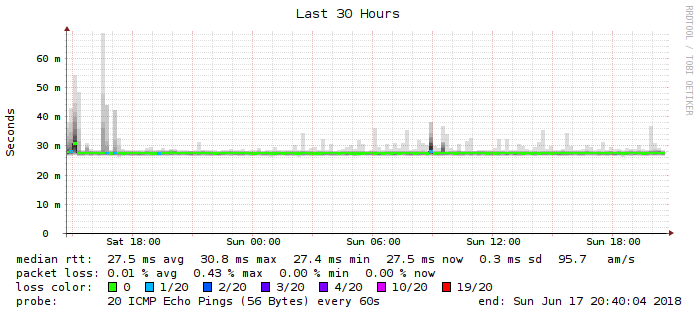 Last 30 Hours
RRDTOOL / TOBI OETIKER
Seconds
60 m
50 m
40 m
30 m
20 m
10 m
0
Sat 18:00 Sun 00:00 Sun 06:00 Sun 12:00 Sun 18:00
median rtt: 27.5 ms avg 30.8 ms max 27.4 ms min 27.5 ms now 0.3 ms sd 95.7 am/s
packet loss: 0.01 % avg 0.43 % max 0.00 % min 0.00 % now
loss color: 0 1/20 2/20 3/20 4/20 10/20 19/20
probe: 20 ICMP Echo Pings (56 Bytes) every 60s end: Sun Jun 17 20:40:04 2018